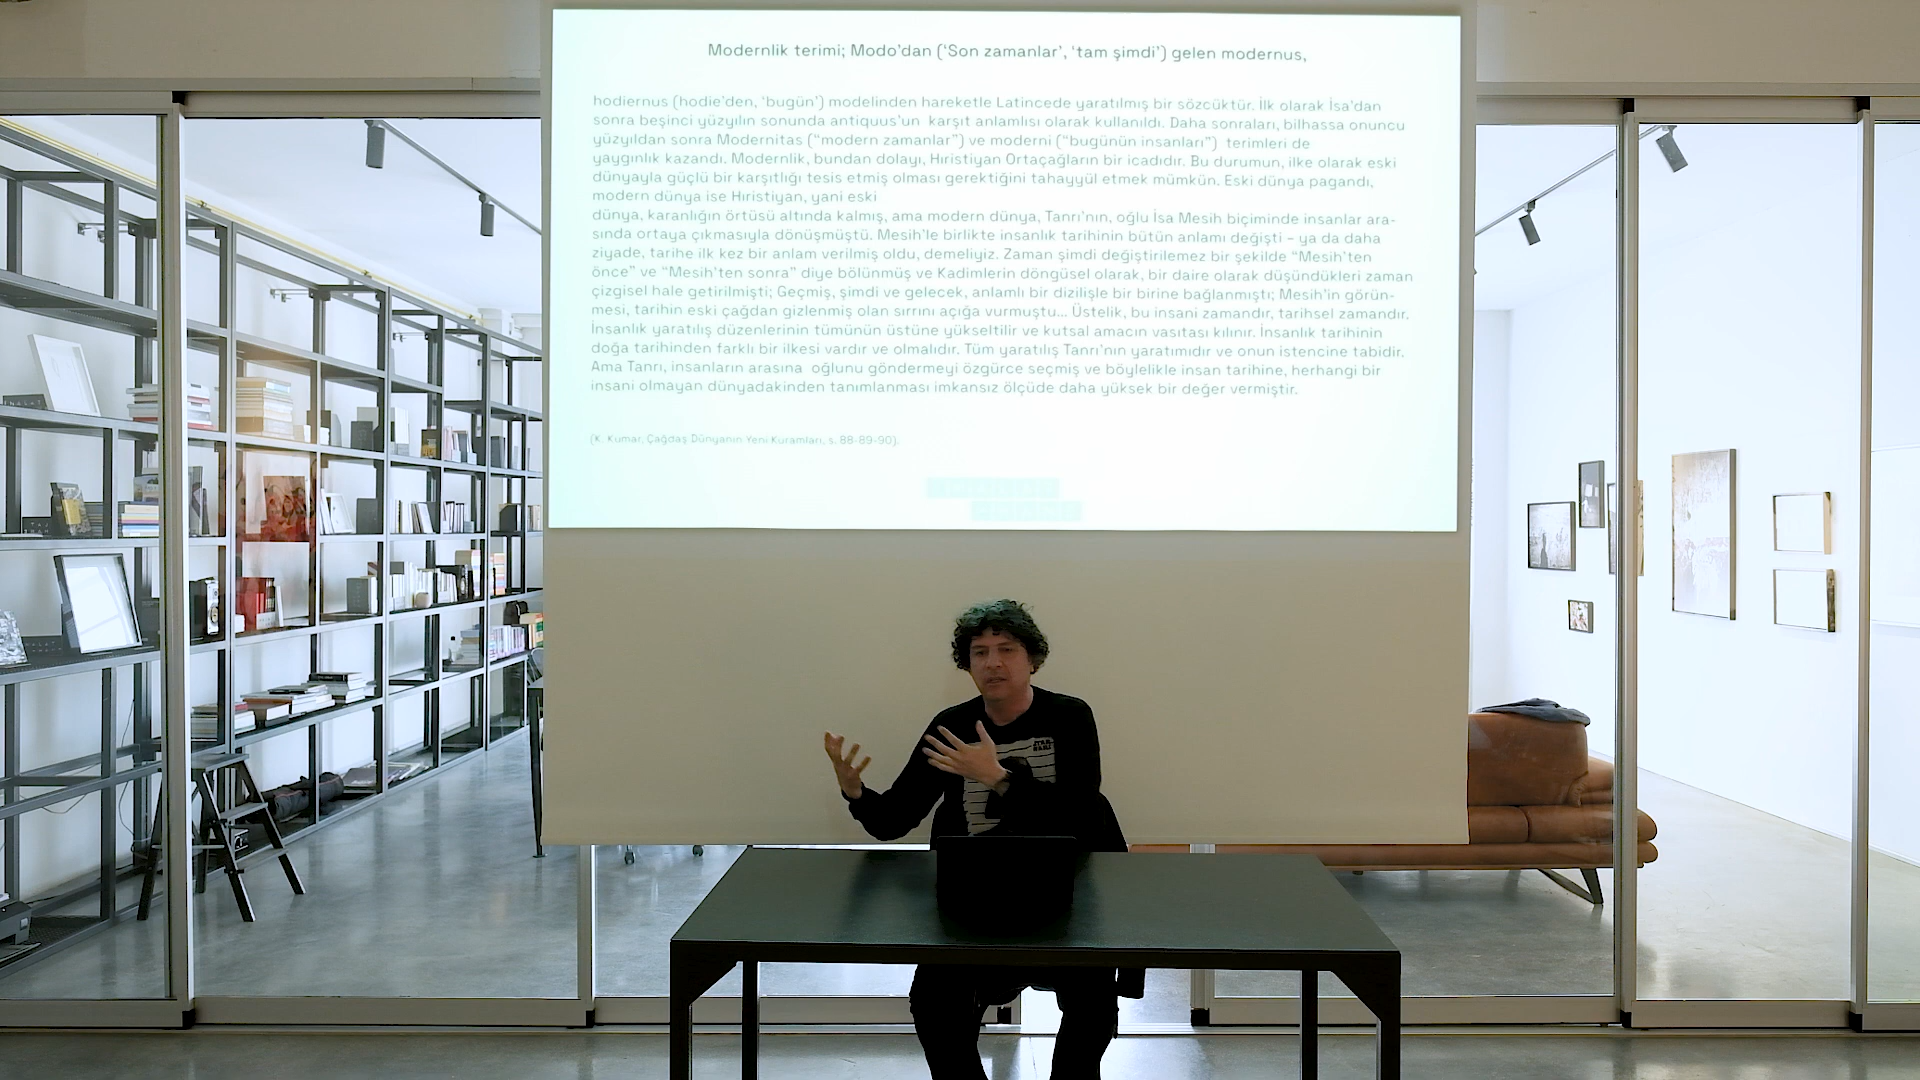 Modernlik terimi; Modo'dan ('Son zamanlar', 'tam şimdi') gelen modernus,
hodiernus (hodie'den, 'bugün') modelinden hareketle Latincede yaratılmış bir sözcüktür. İlk olarak İsa'dan
sonra beşinci yüzyılın sonunda antiquus'un karşıt anlamlısı olarak kullanıldı. Daha sonraları, bilhassa onuncu
yüzyıldan sonra Modernitas ("modern zamanlar") ve moderni ("bugünün insanları") terimleri de
yaygınlık kazandı. Modernlik, bundan dolayı, Hıristiyan Ortaçağların bir icadıdır. Bu durumun, ilke olarak eski
dünyayla güçlü bir karşıtlığı tesis etmiş olması gerektiğini tahayyül etmek mümkün. Eski dünya pagandı,
modern dünya ise Hıristiyan, yani eski
dünya, karanlığın örtüsü altında kalmış, ama modern dünya, Tanrı'nın, oğlu İsa Mesih biçiminde insanlar ara-
sında ortaya çıkmasıyla dönüşmüştü. Mesih'le birlikte insanlık tarihinin bütün anlamı değişti – ya da daha
ziyade, tarihe ilk kez bir anlam verilmiş oldu, demeliyiz. Zaman şimdi değiştirilemez bir şekilde "Mesih'ten
önce" ve "Mesih'ten sonra" diye bölünmüş ve Kadimlerin döngüsel olarak, bir daire olarak düşündükleri zaman
çizgisel hale getirilmişti; Geçmiş, şimdi ve gelecek, anlamlı bir dizilişle bir birine bağlanmıştı; Mesih'in görün-
mesi, tarihin eski çağdan gizlenmiş olan sırrını açığa vurmuştu... Üstelik, bu insani zamandır, tarihsel zamandır.
İnsanlık yaratılış düzenlerinin tümünün üstüne yükseltilir ve kutsal amacın vasıtası kılınır. İnsanlık tarihinin
doğa tarihinden farklı bir ilkesi vardır ve olmalıdır. Tüm yaratılış Tanrı'nın yaratımıdır ve onun istencine tabidir.
Ama Tanrı, insanların arasına oğlunu göndermeyi özgürce seçmiş ve böylelikle insan tarihine, herhangi bir
insani olmayan dünyadakinden tanımlanması imkansız ölçüde daha yüksek bir değer vermiştir.
(K. Kumar, Çağdaş Dünyanın Yeni Kuramları, s. 88-89-90).